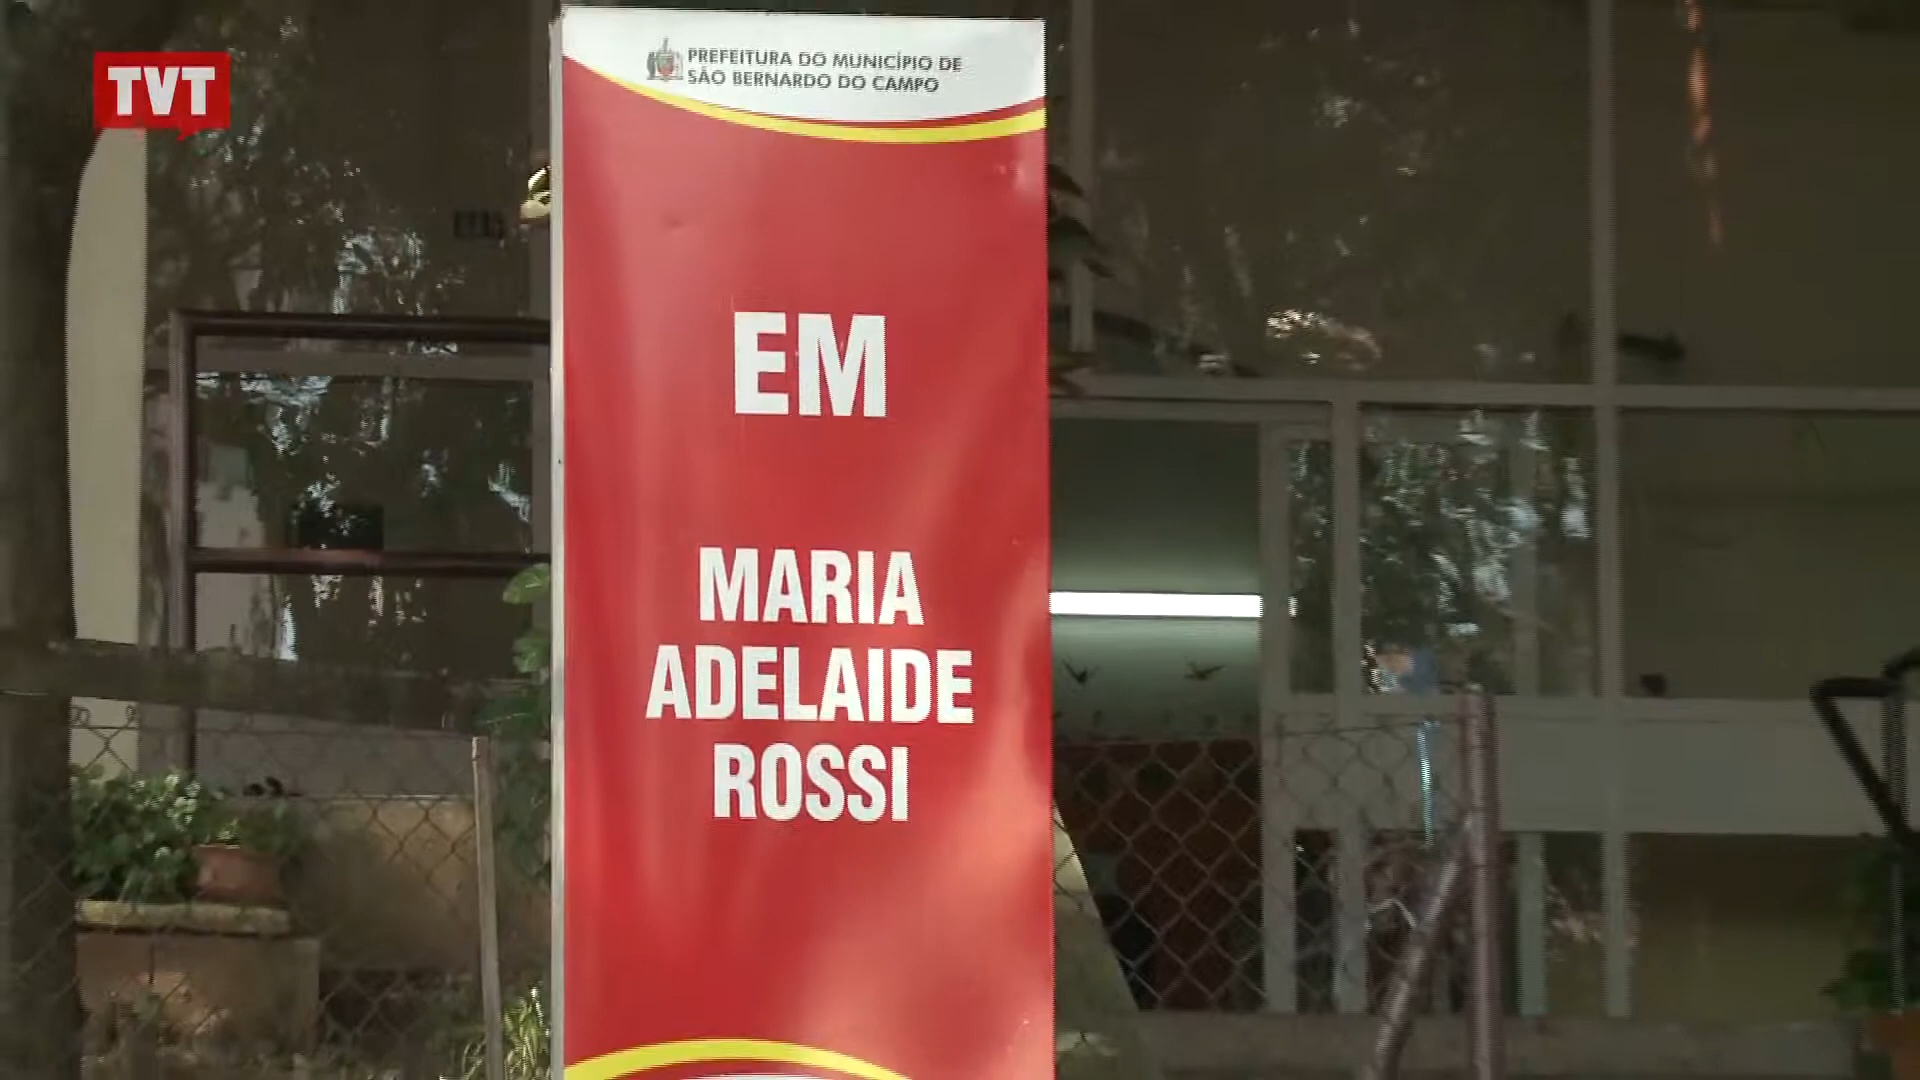 TVT
PREFEITURA DO MUNICÍPIO DE
SÃO BERNARDO DO CAMPO
EM
MARIA
ADELAIDE
ROSSI